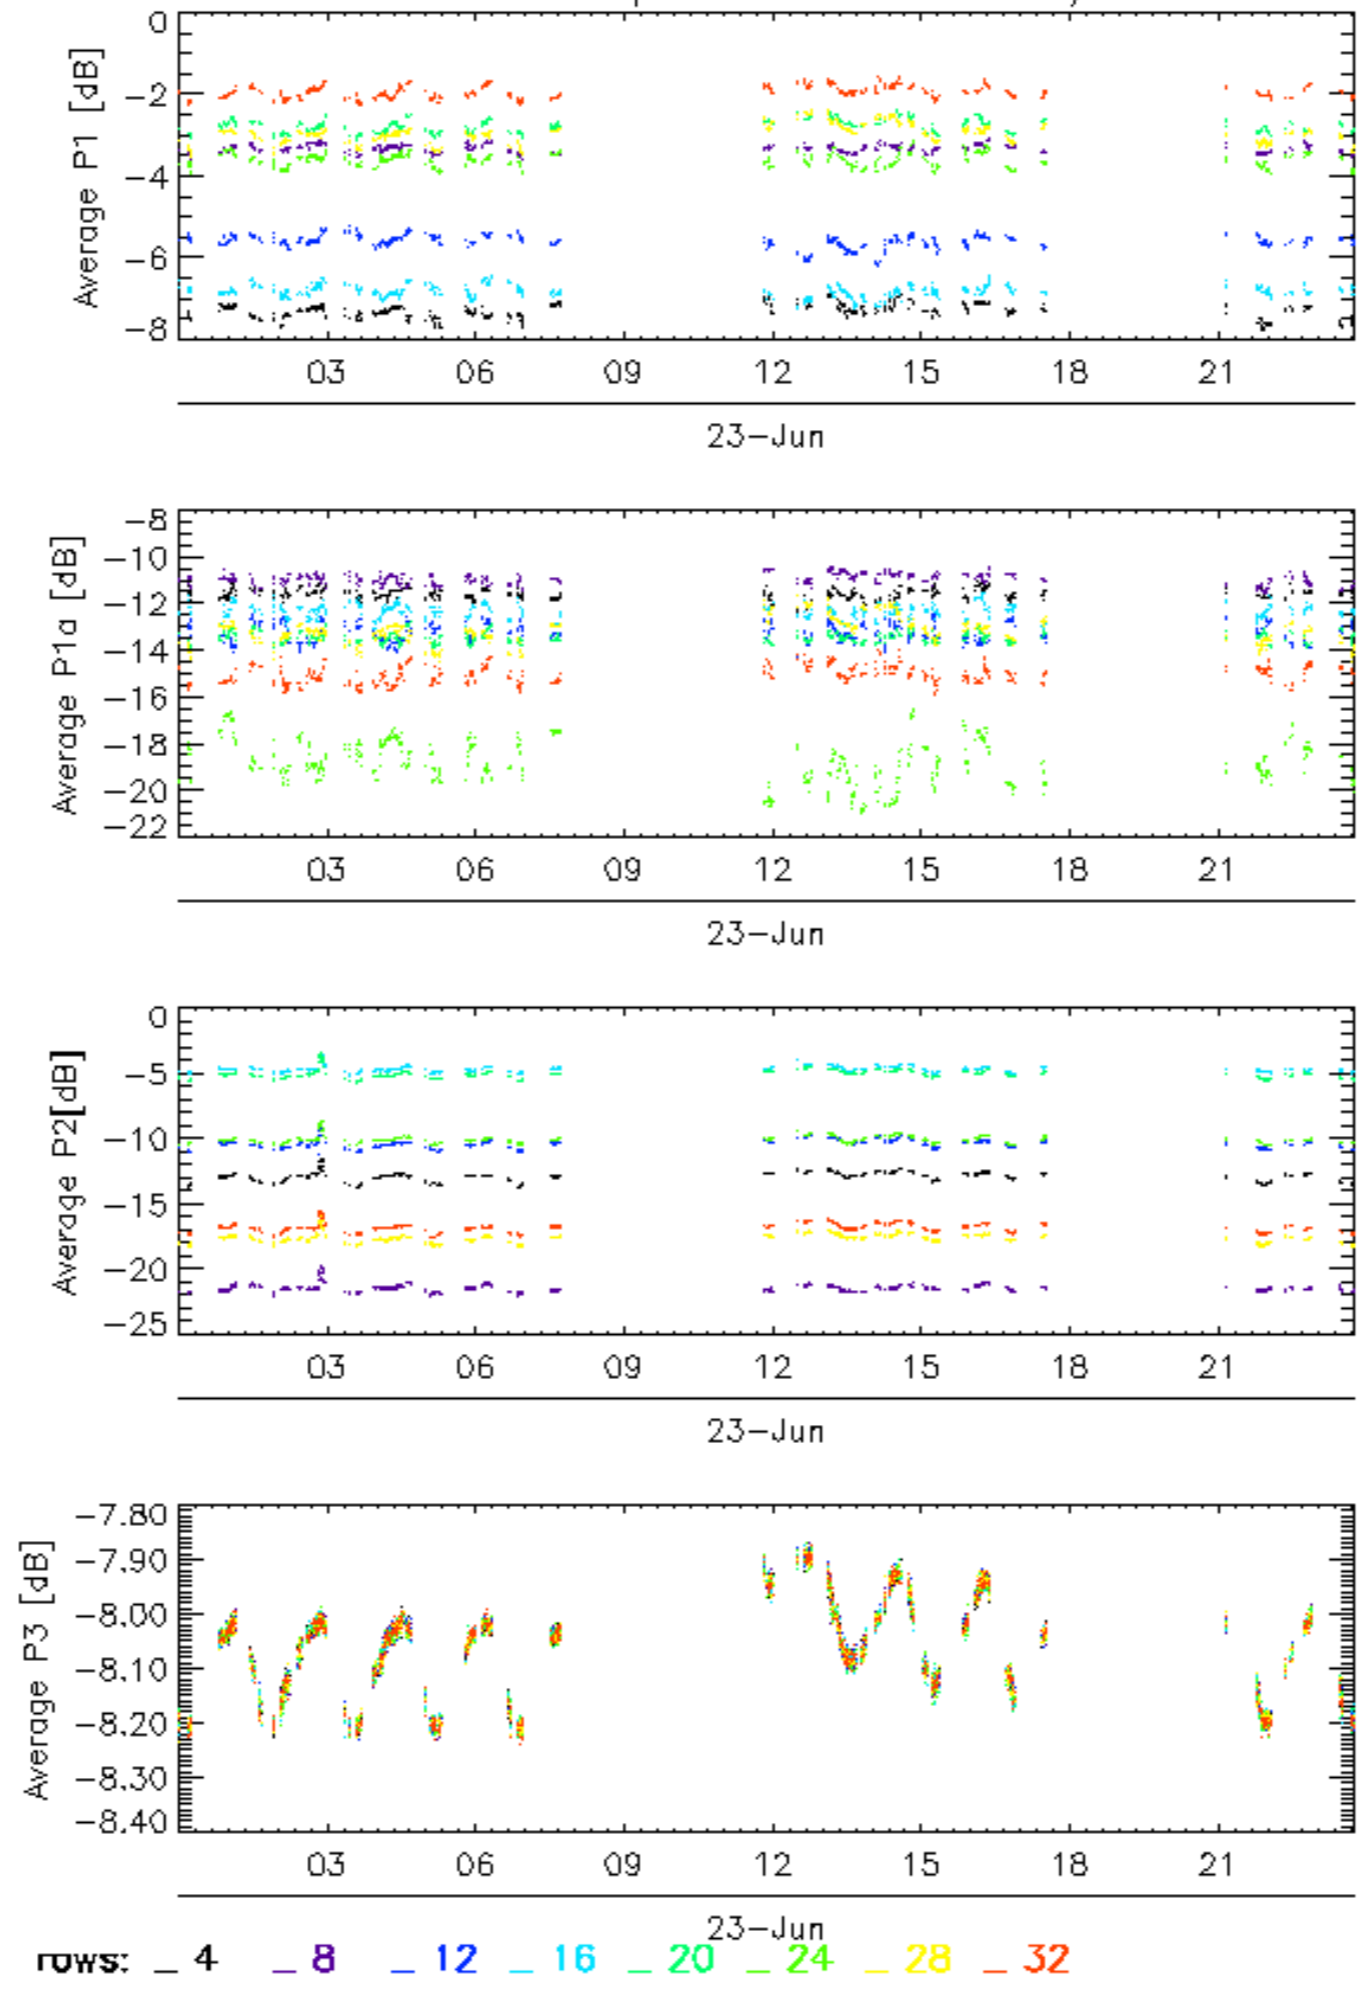 Average P1 [dB]
0
−2
−4
−6
−8
03 06 09 12 15 18 21
23−Jun
Average P1a [dB]
−8
−10
−12
−14
−16
−18
−20
−22
03 06 09 12 15 18 21
23−Jun
Average P2[dB]
0
−5
−10
−15
−20
−25
03 06 09 12 15 18 21
23−Jun
Average P3 [dB]
−7.80
−7.90
−8.00
−8.10
−8.20
−8.30
−8.40
03 06 09 12 15 18 21
23−Jun
rows: _ 4 _ 8 _ 12 _ 16 _ 20 _ 24 _ 28 _ 32